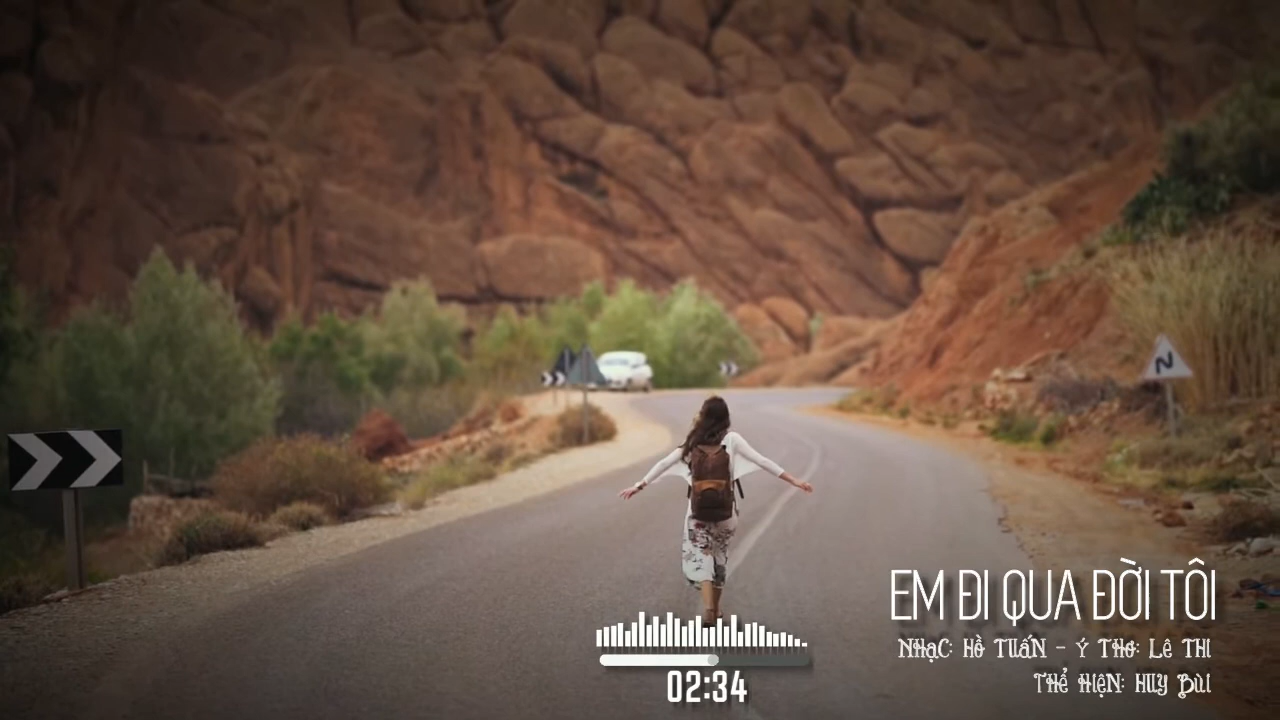 EM ĐI QUA ĐỜI TÔI
Nhạc: Hồ Tuấn - Ý Thơ: Lê Thi
Thể Hiện: Huy Bùi
02:34